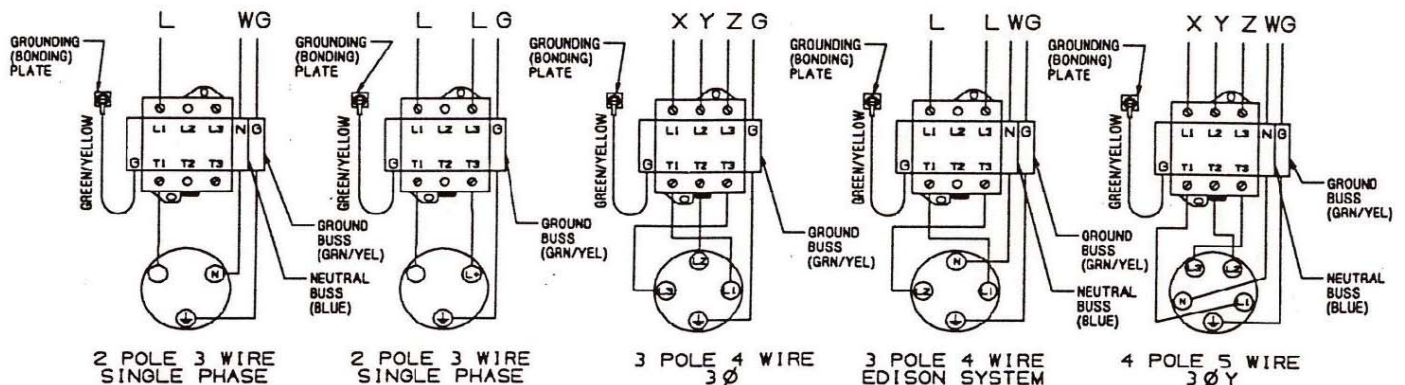 L WG
GROUNDING
(BONDING)
PLATE
GREEN/YELLOW
L1 L2 L3 N G
G T1 T2 T3
N
GROUND
BUSS
(GRN/YEL)
NEUTRAL
BUSS
(BLUE)
2 POLE 3 WIRE
SINGLE PHASE
L L G
GROUNDING
(BONDING)
PLATE
GREEN/YELLOW
L1 L2 L3 G
G T1 T2 T3
L+
GROUND
BUSS
(GRN/YEL)
2 POLE 3 WIRE
SINGLE PHASE
X Y Z G
GROUNDING
(BONDING)
PLATE
GREEN/YELLOW
L1 L2 L3 G
G T1 T2 T3
L2
L3 L1
GROUND
BUSS
(GRN/YEL)
3 POLE 4 WIRE
3Ø
L L WG
GROUNDING
(BONDING)
PLATE
GREEN/YELLOW
L1 L2 L3 N G
G T1 T2 T3
N
L2 L1
GROUND
BUSS
(GRN/YEL)
NEUTRAL
BUSS
(BLUE)
3 POLE 4 WIRE
EDISON SYSTEM
X Y Z WG
GROUNDING
(BONDING)
PLATE
GREEN/YELLOW
L1 L2 L3 N G
G T1 T2 T3
L3 L2
N L1
GROUND
BUSS
(GRN/YEL)
NEUTRAL
BUSS
(BLUE)
4 POLE 5 WIRE
3ØY